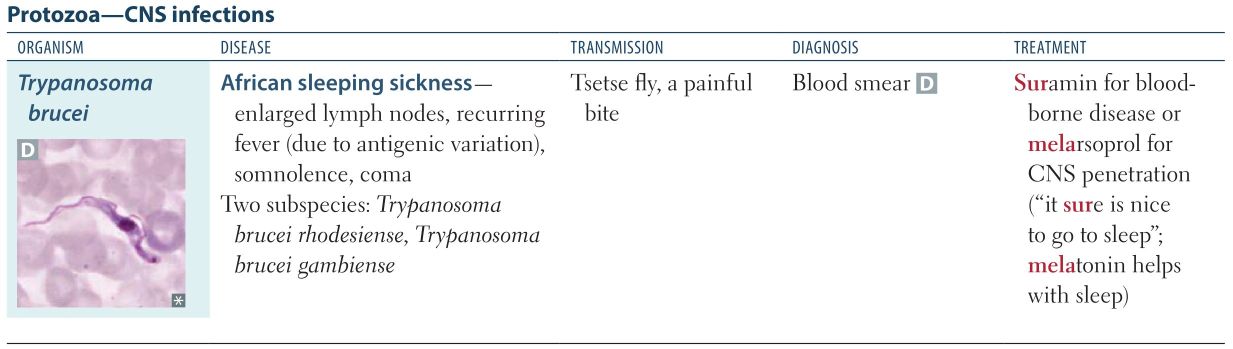 Protozoa—CNS infections
ORGANISM DISEASE TRANSMISSION DIAGNOSIS TREATMENT
Trypanosoma
brucei
D
African sleeping sickness—
enlarged lymph nodes, recurring
fever (due to antigenic variation),
somnolence, coma
Two subspecies: Trypanosoma
brucei rhodesiense, Trypanosoma
brucei gambiense
Tsetse fly, a painful
bite
Blood smear D
Suramin for blood-
borne disease or
melarsoprol for
CNS penetration
(“it sure is nice
to go to sleep”;
melatonin helps
with sleep)